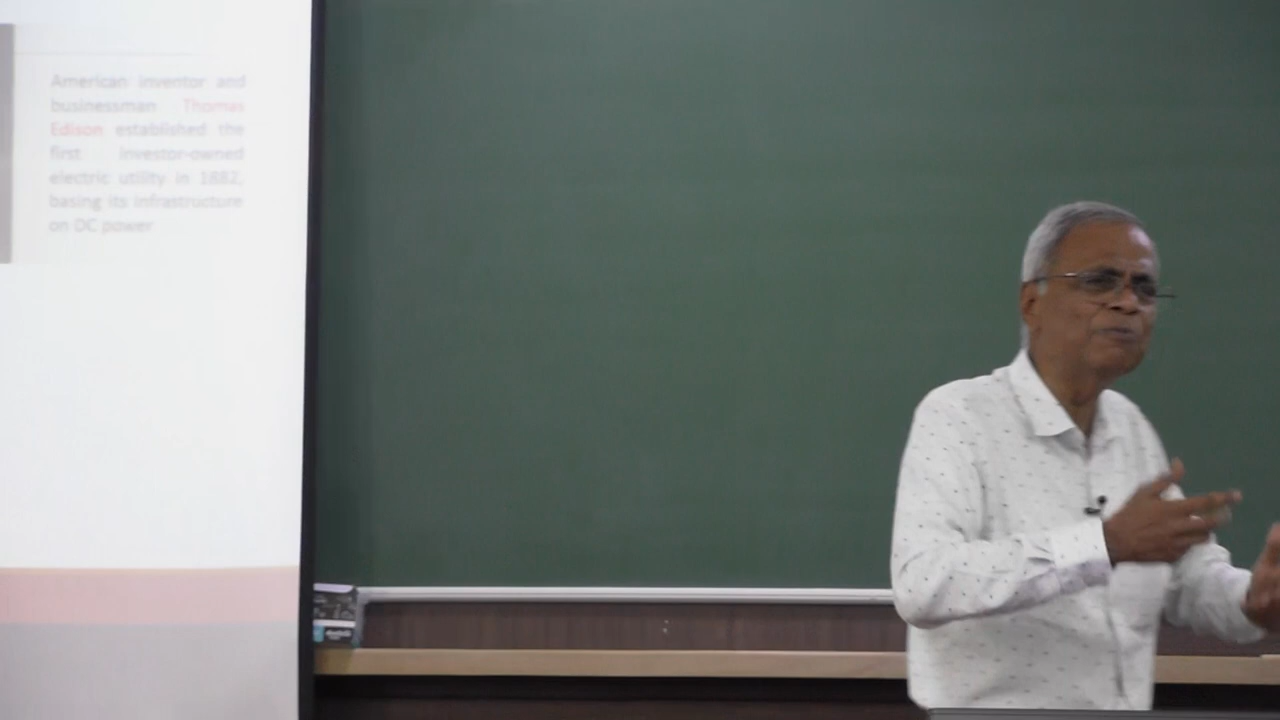 American inventor and
businessman Thomas
Edison established the
first investor-owned
electric utility in 1882,
basing its infrastructure
on DC power